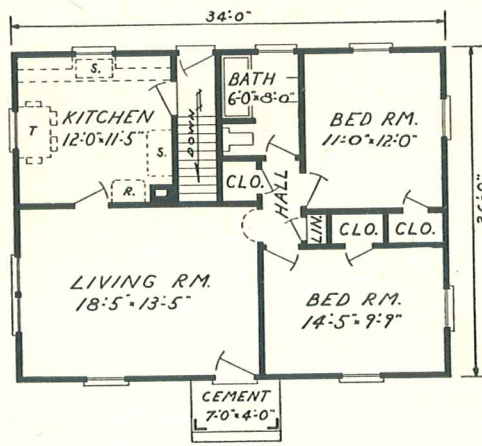 34'-0"
S.
BATH
6'-0"x8'-0"
KITCHEN
12'-0"x11'-5"
T
DOWN
BED RM.
11'-0"x12'-0"
S.
R.
CLO.
HALL
LIN.
CLO.
CLO.
26'-0"
LIVING RM.
18'-5"x13'-5"
BED RM.
14'-5"x9'-9"
CEMENT
7'-0"x4'-0"